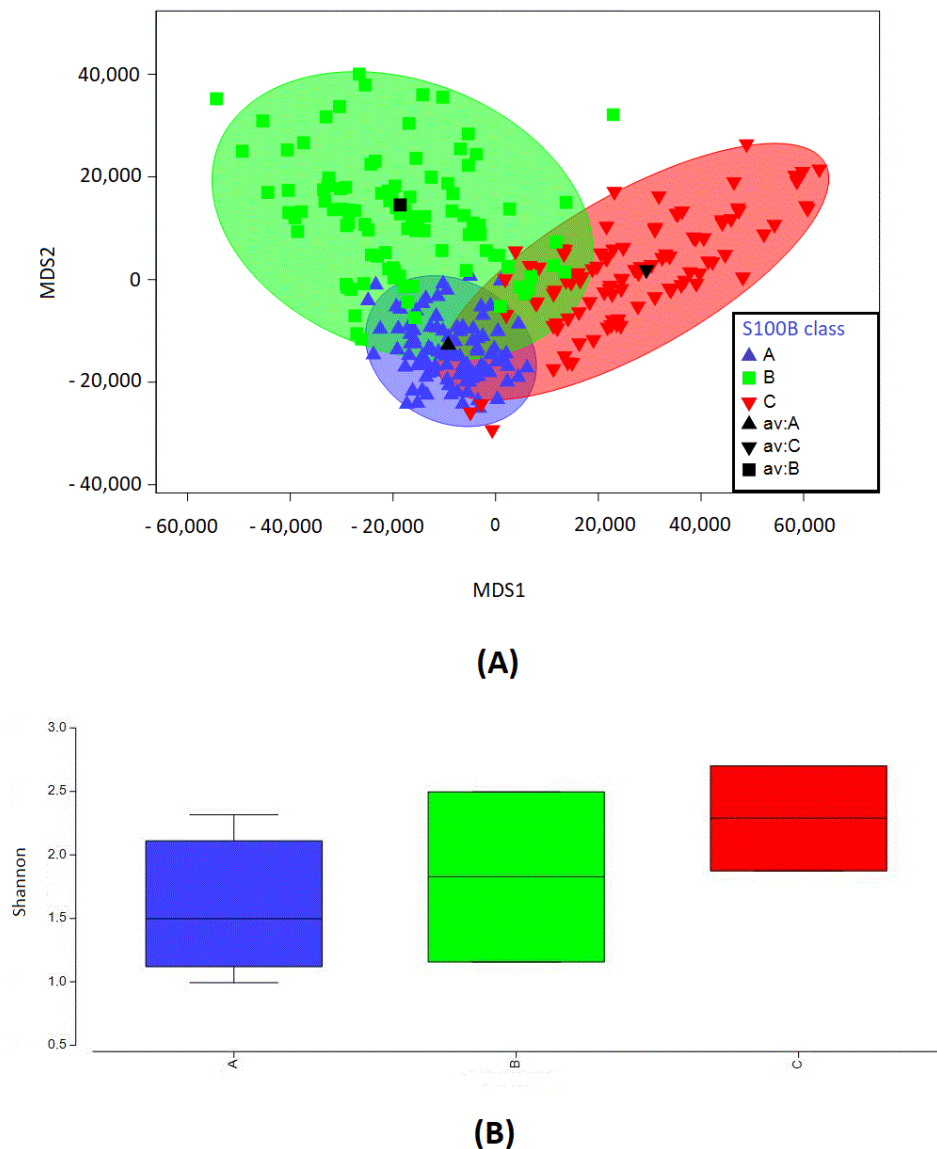 40,000
20,000
0
- 20,000
- 40,000
MDS2
S100B class
A
B
C
av:A
av:C
av:B
- 60,000
- 40,000
- 20,000
0
20,000
40,000
60,000
MDS1
(A)
3.0
2.5
2.0
1.5
1.0
0.5
Shannon
A
B
C
(B)